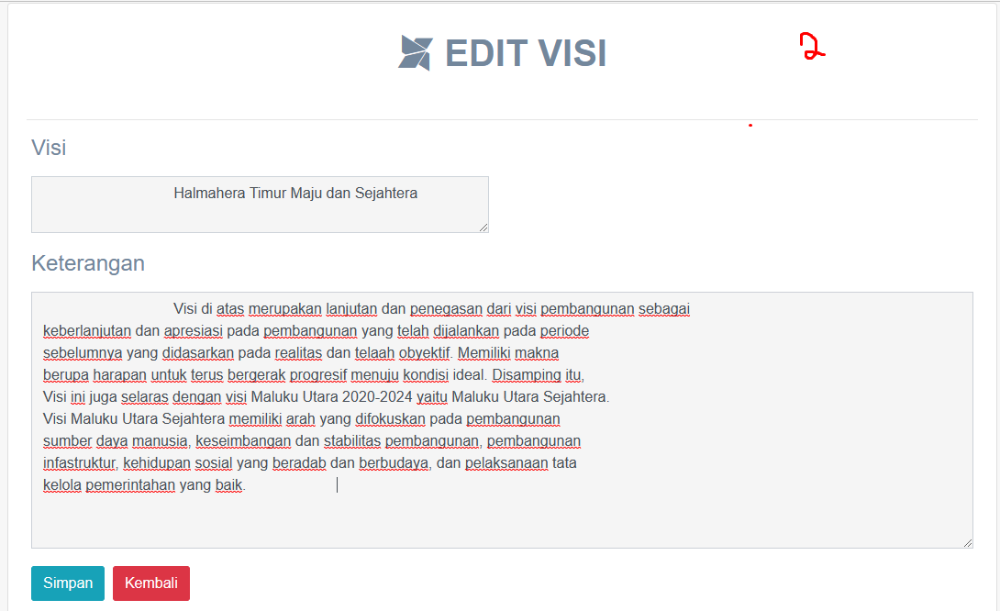 EDIT VISI
2
Visi
Halmahera Timur Maju dan Sejahtera
Keterangan
Visi di atas merupakan lanjutan dan penegasan dari visi pembangunan sebagai
keberlanjutan dan apresiasi pada pembangunan yang telah dijalankan pada periode
sebelumnya yang didasarkan pada realitas dan telaah obyektif. Memiliki makna
berupa harapan untuk terus bergerak progresif menuju kondisi ideal. Disamping itu,
Visi ini juga selaras dengan visi Maluku Utara 2020-2024 yaitu Maluku Utara Sejahtera.
Visi Maluku Utara Sejahtera memiliki arah yang difokuskan pada pembangunan
sumber daya manusia, keseimbangan dan stabilitas pembangunan, pembangunan
infastruktur, kehidupan sosial yang beradab dan berbudaya, dan pelaksanaan tata
kelola pemerintahan yang baik.
Simpan Kembali